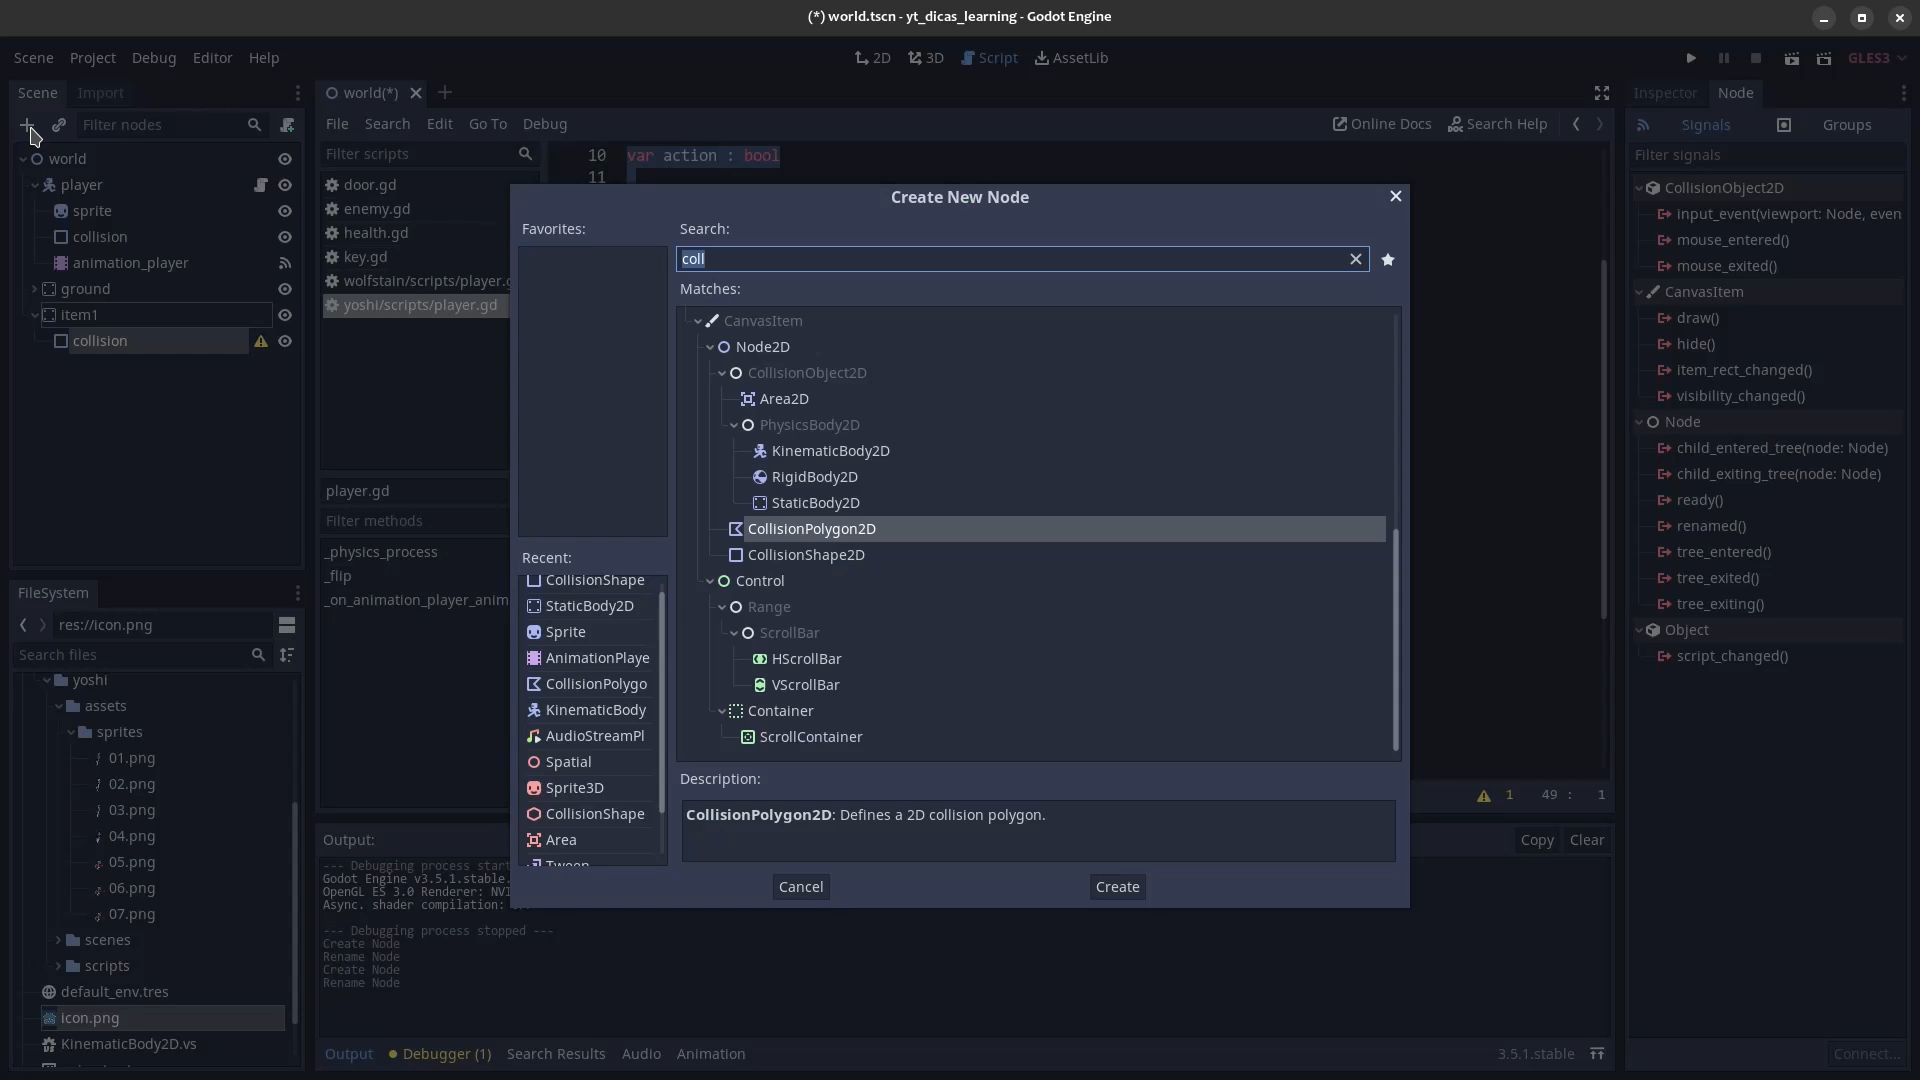 (*) world.tscn - yt_dicas_learning - Godot Engine
Scene Project Debug Editor Help
2D 3D Script AssetLib
GLES3
Scene Import
Filter nodes
world
player
sprite
collision
animation_player
ground
item1
collision
FileSystem
res://icon.png
Search files
yoshi
assets
sprites
01.png
02.png
03.png
04.png
05.png
06.png
07.png
scenes
scripts
default_env.tres
icon.png
KinematicBody2D.vs
world(*)
File Search Edit Go To Debug
Online Docs Search Help
Filter scripts
door.gd
enemy.gd
health.gd
key.gd
wolfstain/scripts/player.g
yoshi/scripts/player.gd
player.gd
Filter methods
_physics_process
_flip
_on_animation_player_anim
10 var action : bool
11
Create New Node
Favorites:
Recent:
CollisionShape
StaticBody2D
Sprite
AnimationPlaye
CollisionPolygo
KinematicBody
AudioStreamPl
Spatial
Sprite3D
CollisionShape
Area
Tween
Search:
coll
Matches:
CanvasItem
Node2D
CollisionObject2D
Area2D
PhysicsBody2D
KinematicBody2D
RigidBody2D
StaticBody2D
CollisionPolygon2D
CollisionShape2D
Control
Range
ScrollBar
HScrollBar
VScrollBar
Container
ScrollContainer
Description:
CollisionPolygon2D: Defines a 2D collision polygon.
Cancel Create
1 49 : 1
Output:
Copy Clear
--- Debugging process start
Godot Engine v3.5.1.stable.
OpenGL ES 3.0 Renderer: NVI
Async. shader compilation:
--- Debugging process stopped ---
Create Node
Rename Node
Create Node
Rename Node
Output Debugger (1) Search Results Audio Animation
3.5.1.stable
Inspector Node
Signals Groups
Filter signals
CollisionObject2D
input_event(viewport: Node, even
mouse_entered()
mouse_exited()
CanvasItem
draw()
hide()
item_rect_changed()
visibility_changed()
Node
child_entered_tree(node: Node)
child_exiting_tree(node: Node)
ready()
renamed()
tree_entered()
tree_exited()
tree_exiting()
Object
script_changed()
Connect...